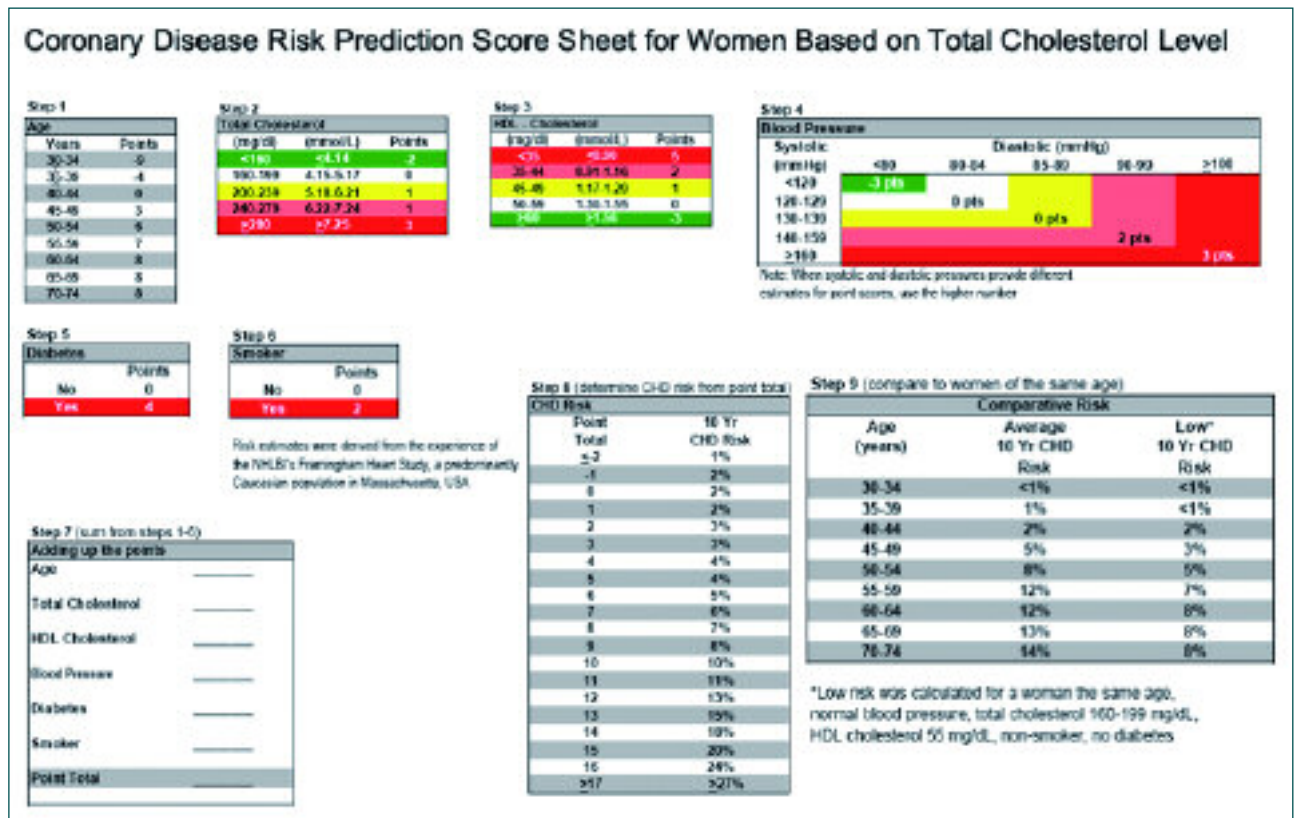 Coronary Disease Risk Prediction Score Sheet for Women Based on Total Cholesterol Level
Step 1
Age
Years Points
30-34 -9
35-39 -4
40-44 0
45-49 3
50-54 6
55-59 7
60-64 8
65-69 8
70-74 8
Step 2
Total Cholesterol
(mg/dl) (mmol/L) Points
<160 <4.14 -2
160-199 4.15-5.17 0
200-239 5.18-6.21 1
240-279 6.22-7.24 1
≥280 ≥7.25 3
Step 3
HDL - Cholesterol
(mg/dl) (mmol/L) Points
<35 5
35-44 0.91-1.16 2
45-49 1.17-1.29 1
50-59 1.30-1.55 0
≥60 ≥1.56 -3
Step 4
Blood Pressure
Systolic Diastolic (mmHg)
(mmHg) <80 80-84 85-89 90-99 ≥100
<120 -3 pts
120-129 0 pts
130-139 0 pts
140-159 2 pts
≥160 3 pts
Note: When systolic and diastolic pressures provide different
estimates for point scores, use the higher number
Step 5
Diabetes
Points
No 0
Yes 4
Step 6
Smoker
Points
No 0
Yes 2
Risk estimates were derived from the experience of
the NHLBI's Framingham Heart Study, a predominantly
Caucasian population in Massachusetts, USA
Step 7 (sum from steps 1-6)
Adding up the points
Age
Total Cholesterol
HDL Cholesterol
Blood Pressure
Diabetes
Smoker
Point Total
Step 8 (determine CHD risk from point total)
CHD Risk
Point 10 Yr
Total CHD Risk
≤-2 1%
-1 2%
0 2%
1 2%
2 3%
3 3%
4 4%
5 4%
6 5%
7 6%
8 7%
9 8%
10 10%
11 11%
12 13%
13 15%
14 18%
15 20%
16 24%
≥17 ≥27%
Step 9 (compare to women of the same age)
Comparative Risk
Age Average Low*
(years) 10 Yr CHD 10 Yr CHD
Risk Risk
30-34 <1% <1%
35-39 1% <1%
40-44 2% 2%
45-49 5% 3%
50-54 8% 5%
55-59 12% 7%
60-64 12% 8%
65-69 13% 8%
70-74 14% 8%
*Low risk was calculated for a woman the same age,
normal blood pressure, total cholesterol 160-199 mg/dL,
HDL cholesterol 55 mg/dL, non-smoker, no diabetes